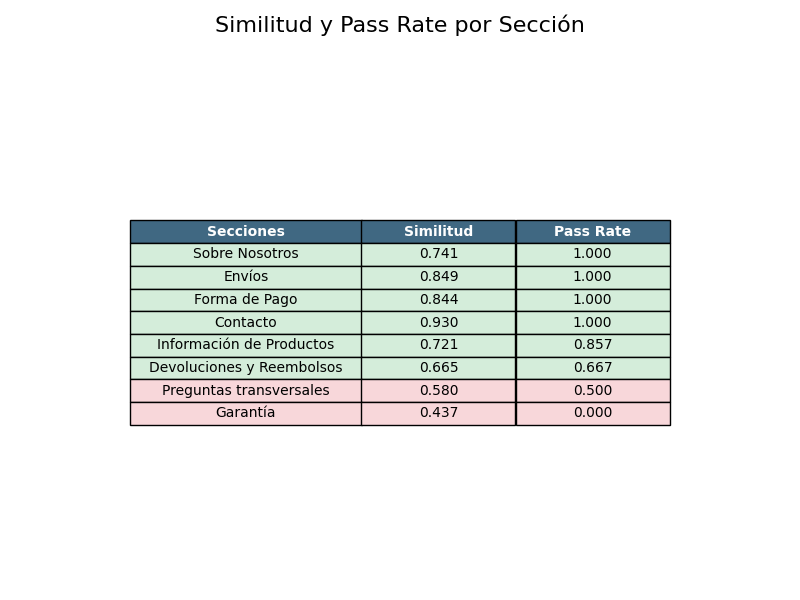 Similitud y Pass Rate por Sección
Secciones Similitud Pass Rate
Sobre Nosotros 0.741 1.000
Envíos 0.849 1.000
Forma de Pago 0.844 1.000
Contacto 0.930 1.000
Información de Productos 0.721 0.857
Devoluciones y Reembolsos 0.665 0.667
Preguntas transversales 0.580 0.500
Garantía 0.437 0.000